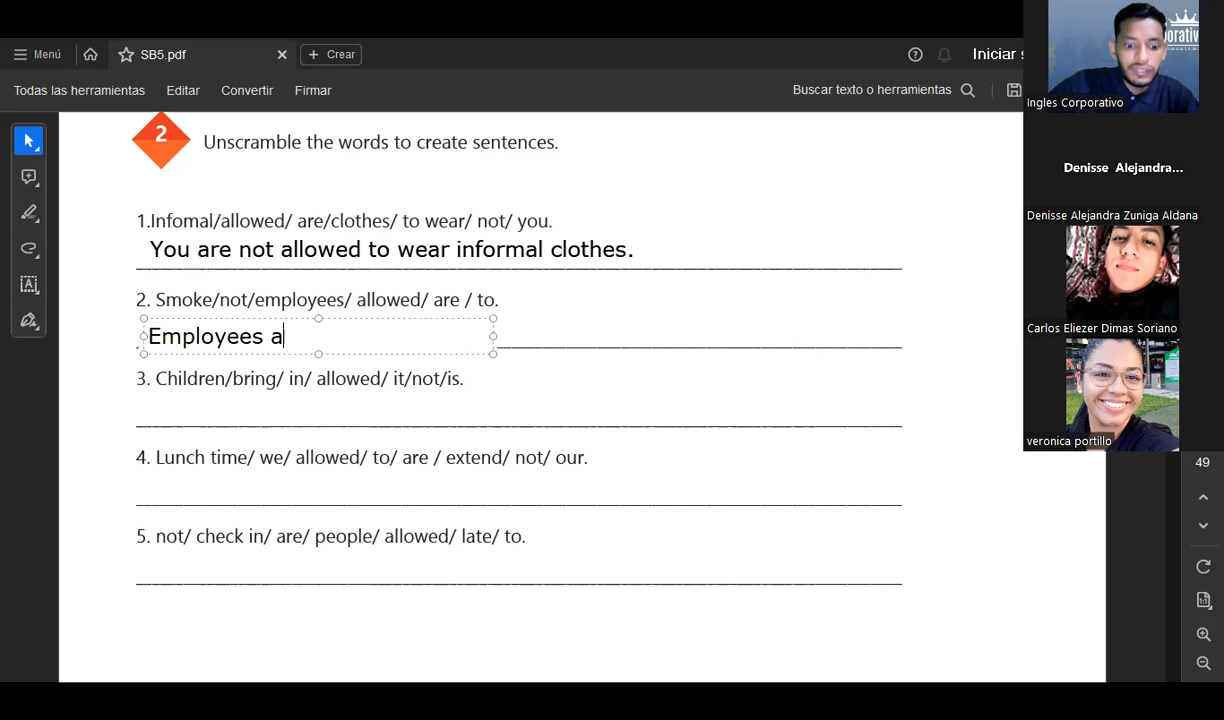 Menú
SB5.pdf
Crear
Iniciar s
Todas las herramientas
Editar
Convertir
Firmar
Buscar texto o herramientas
2
Unscramble the words to create sentences.
1.Infomal/allowed/ are/clothes/ to wear/ not/ you.
You are not allowed to wear informal clothes.
2. Smoke/not/employees/ allowed/ are / to.
Employees a
3. Children/bring/ in/ allowed/ it/not/is.
4. Lunch time/ we/ allowed/ to/ are / extend/ not/ our.
5. not/ check in/ are/ people/ allowed/ late/ to.
orativ
Ingles Corporativo
Denisse Alejandra...
Denisse Alejandra Zuniga Aldana
Carlos Eliezer Dimas Soriano
veronica portillo
49
1:1